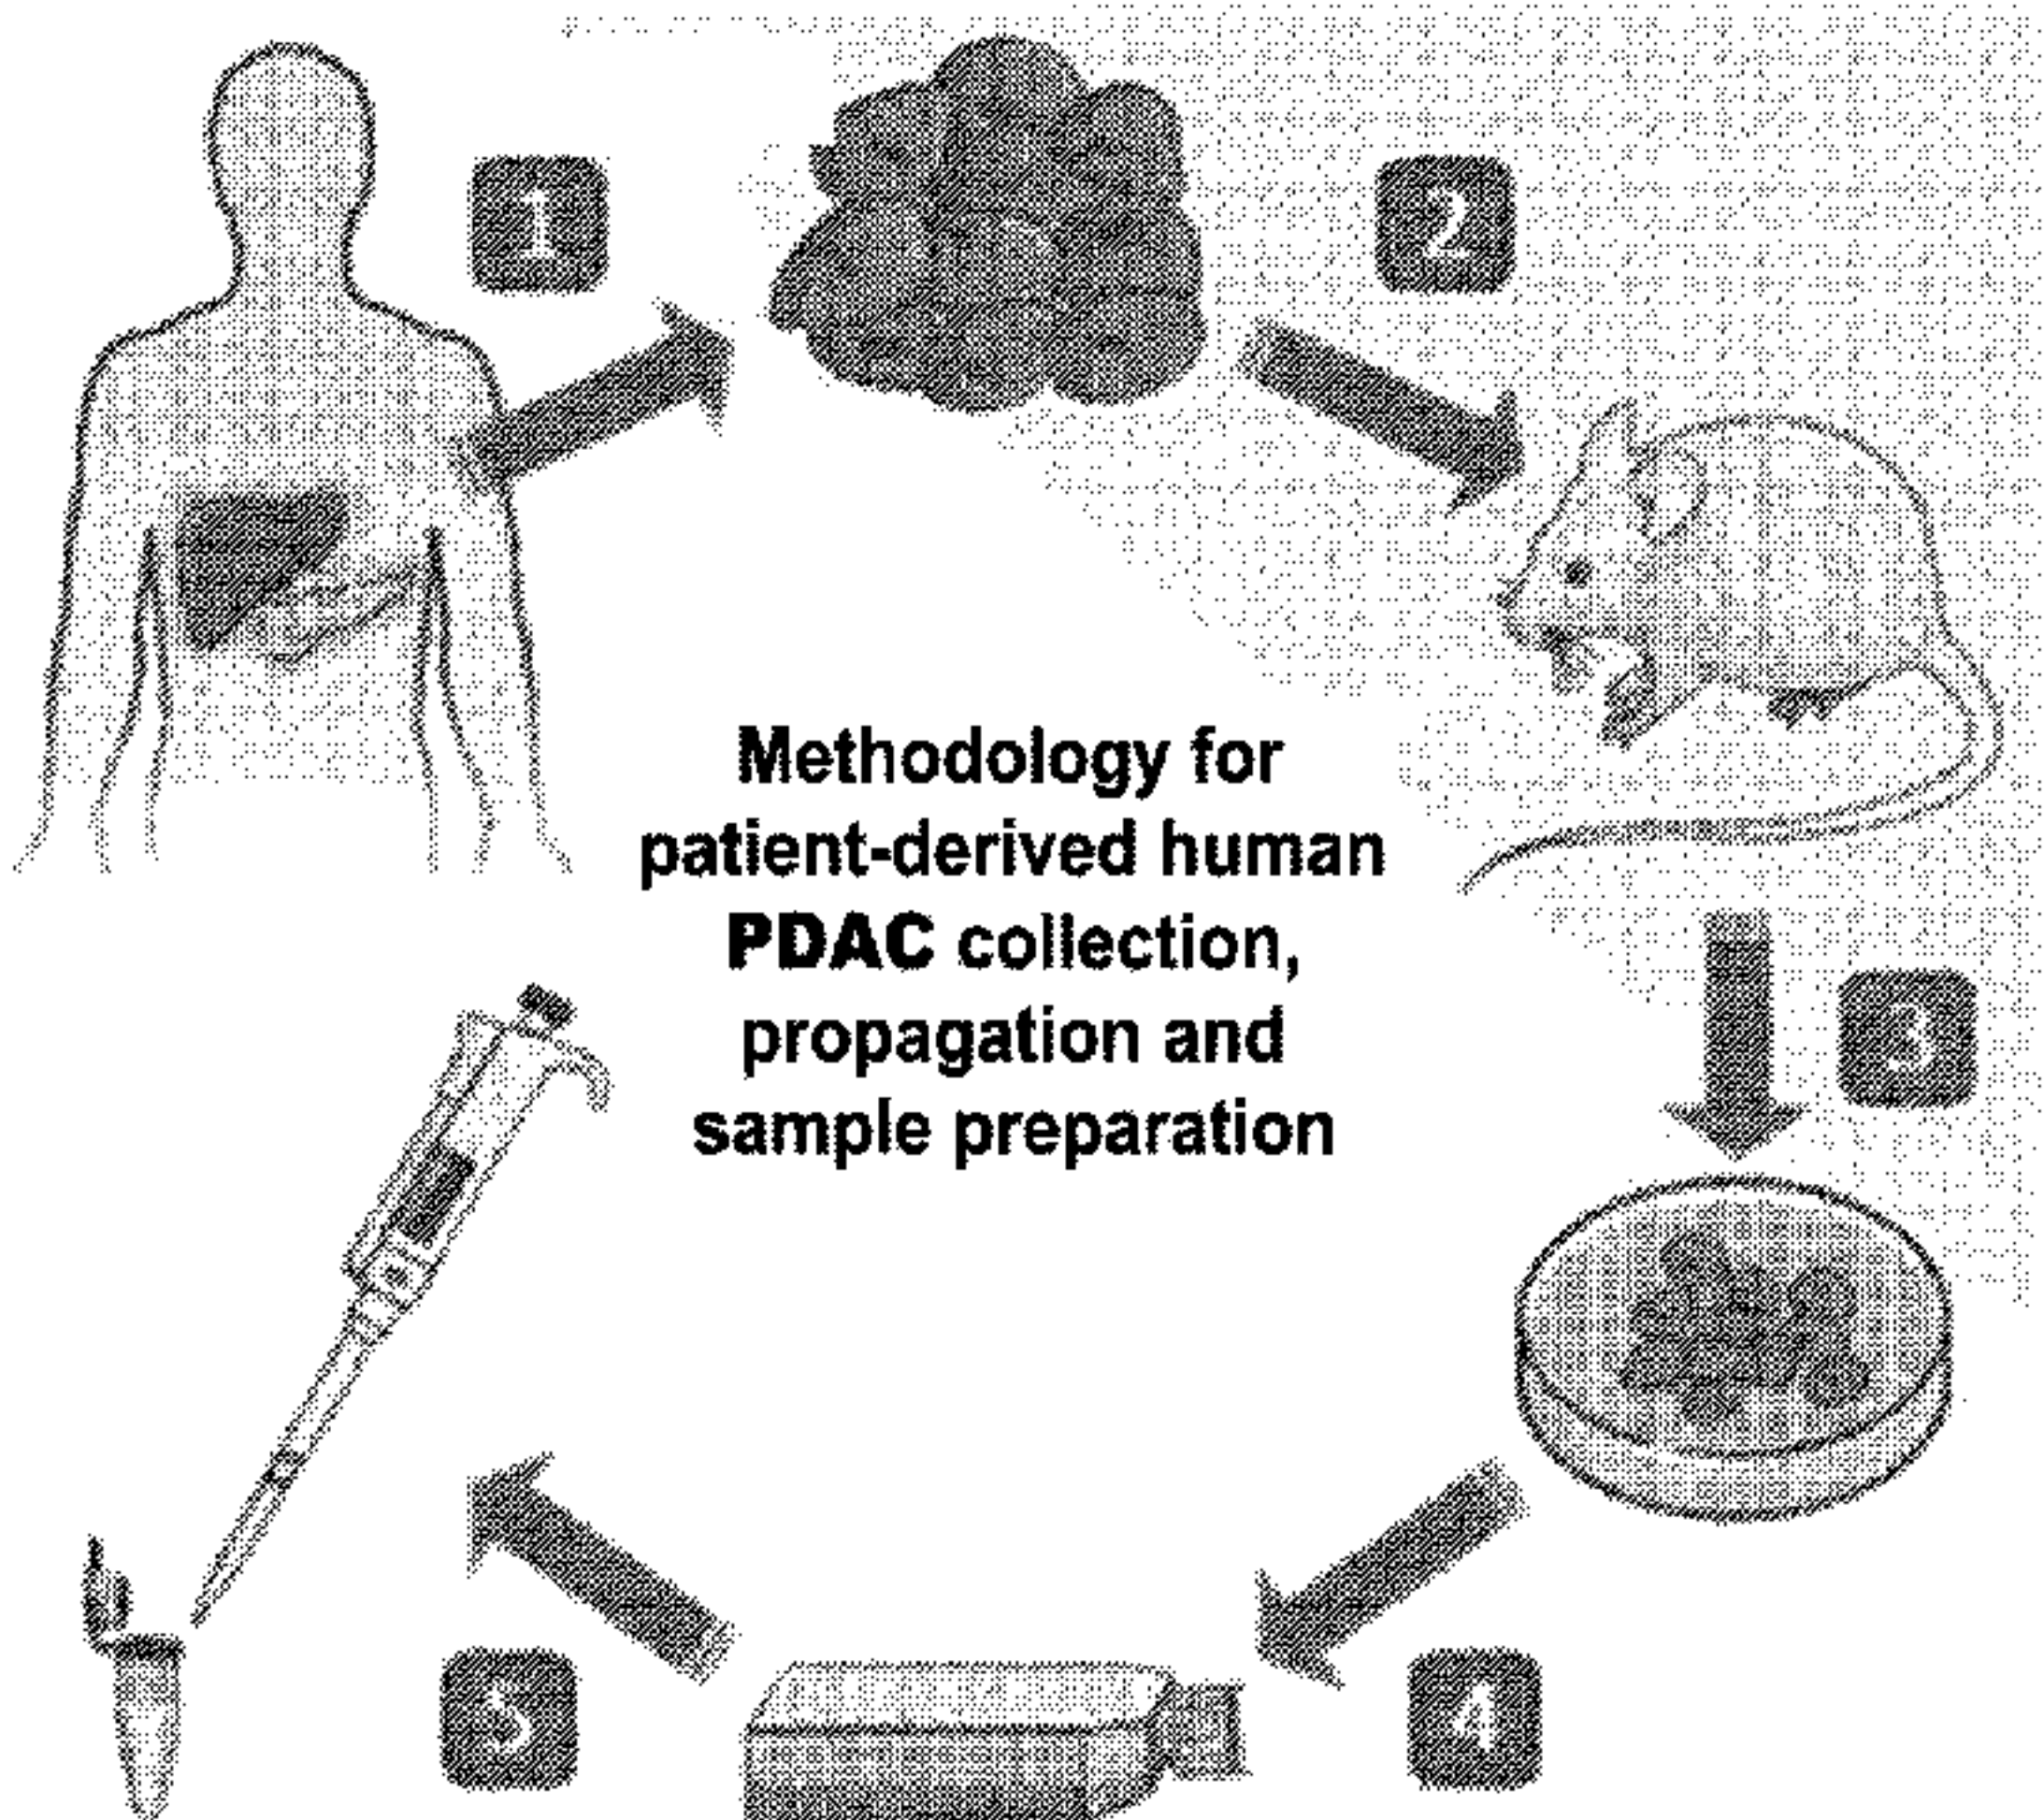 1
2
Methodology for
patient-derived human
PDAC collection,
propagation and
sample preparation
3
5
4